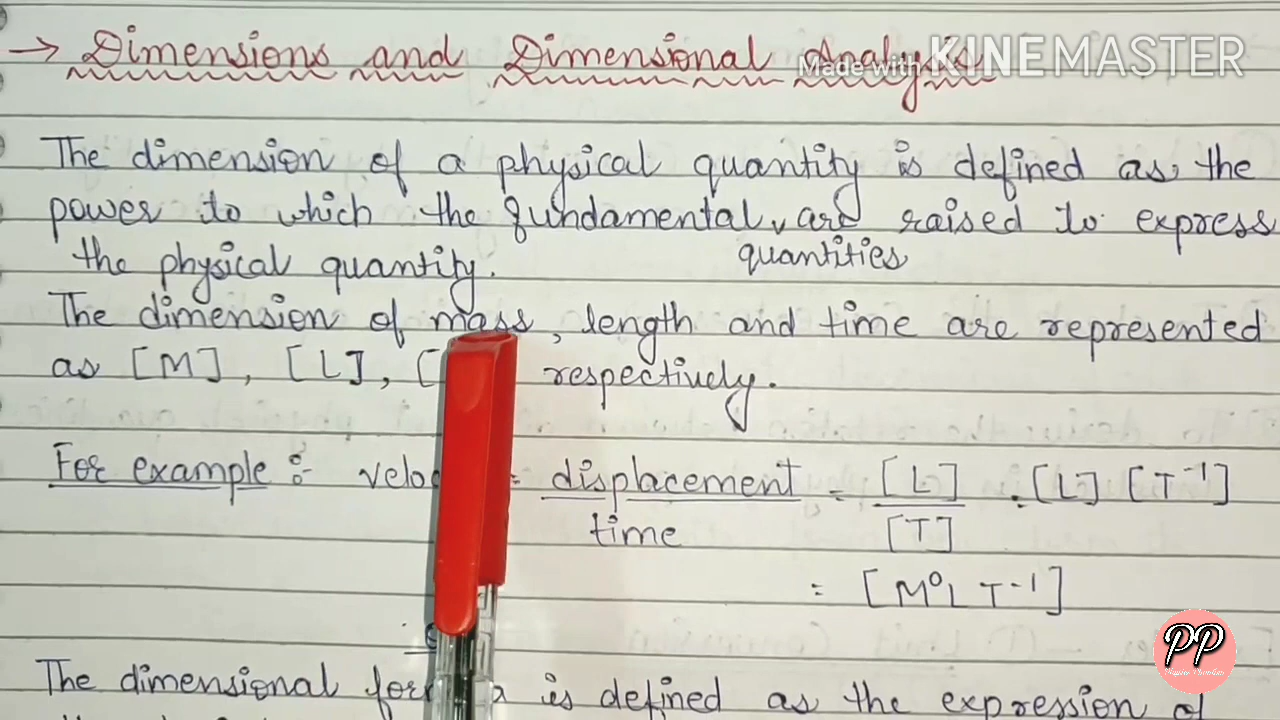 → Dimensions and Dimensional Analysis
Made with KINEMASTER
The dimension of a physical quantity is defined as the
power to which the fundamental, are raised to express
quantities
the physical quantity.
The dimension of mass, length and time are represented
as [M], [L], [ respectively.
For example :- = displacement / time = [L] / [T] = [L] [T⁻¹]
= [M⁰L T⁻¹]
PP
The dimensional is defined as the expression of